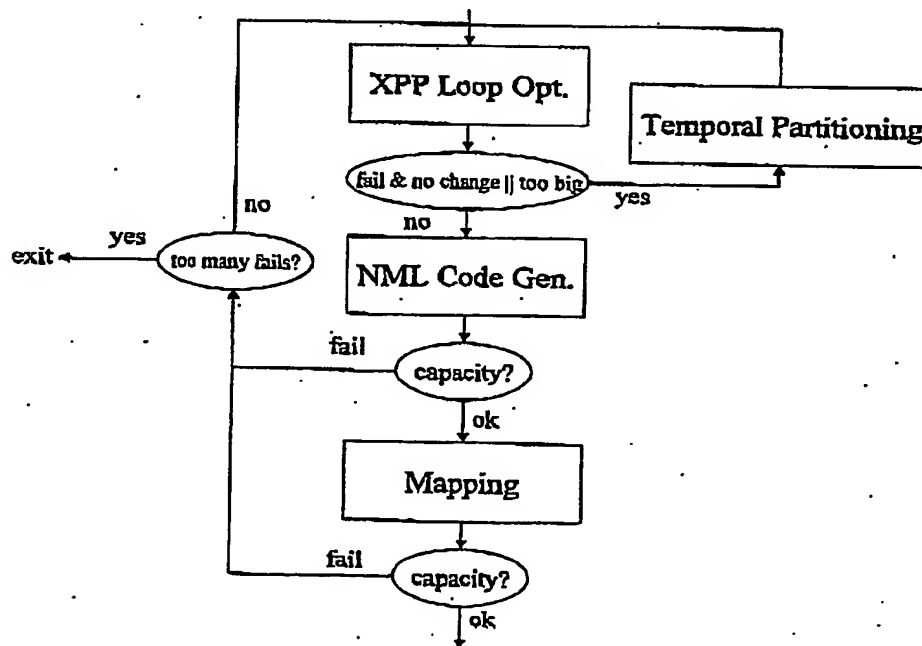 XPP Loop Opt.
Temporal Partitioning
fail & no change || too big
yes
no
no
yes
exit
too many fails?
NML Code Gen.
fail
capacity?
ok
Mapping
fail
capacity?
ok